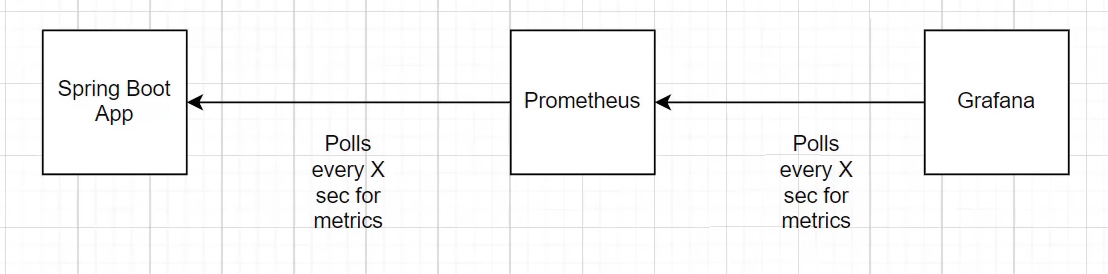 Spring Boot
App
Prometheus
Grafana
Polls
every X
sec for
metrics
Polls
every X
sec for
metrics